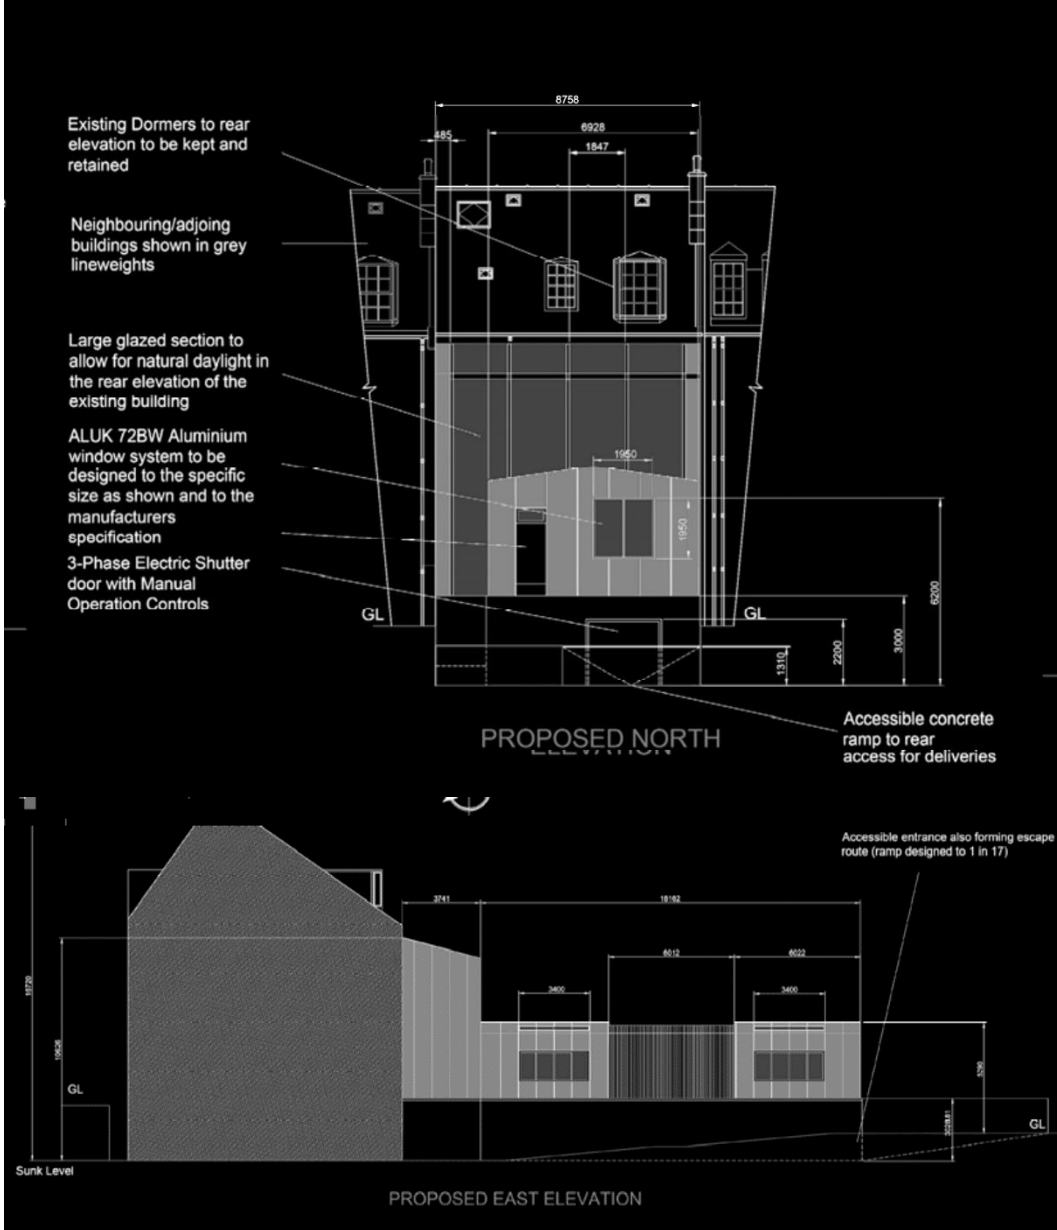 8758
485
6928
1847
Existing Dormers to rear
elevation to be kept and
retained
Neighbouring/adjoing
buildings shown in grey
lineweights
Large glazed section to
allow for natural daylight in
the rear elevation of the
existing building
ALUK 72BW Aluminium
window system to be
designed to the specific
size as shown and to the
manufacturers
specification
3-Phase Electric Shutter
door with Manual
Operation Controls
1950
1950
GL
GL
1310
2200
3000
6200
PROPOSED NORTH
ELEVATION
Accessible concrete
ramp to rear
access for deliveries
Accessible entrance also forming escape
route (ramp designed to 1 in 17)
3741
6012
6022
3400
3400
10626
GL
5290
GL
Sunk Level
PROPOSED EAST ELEVATION